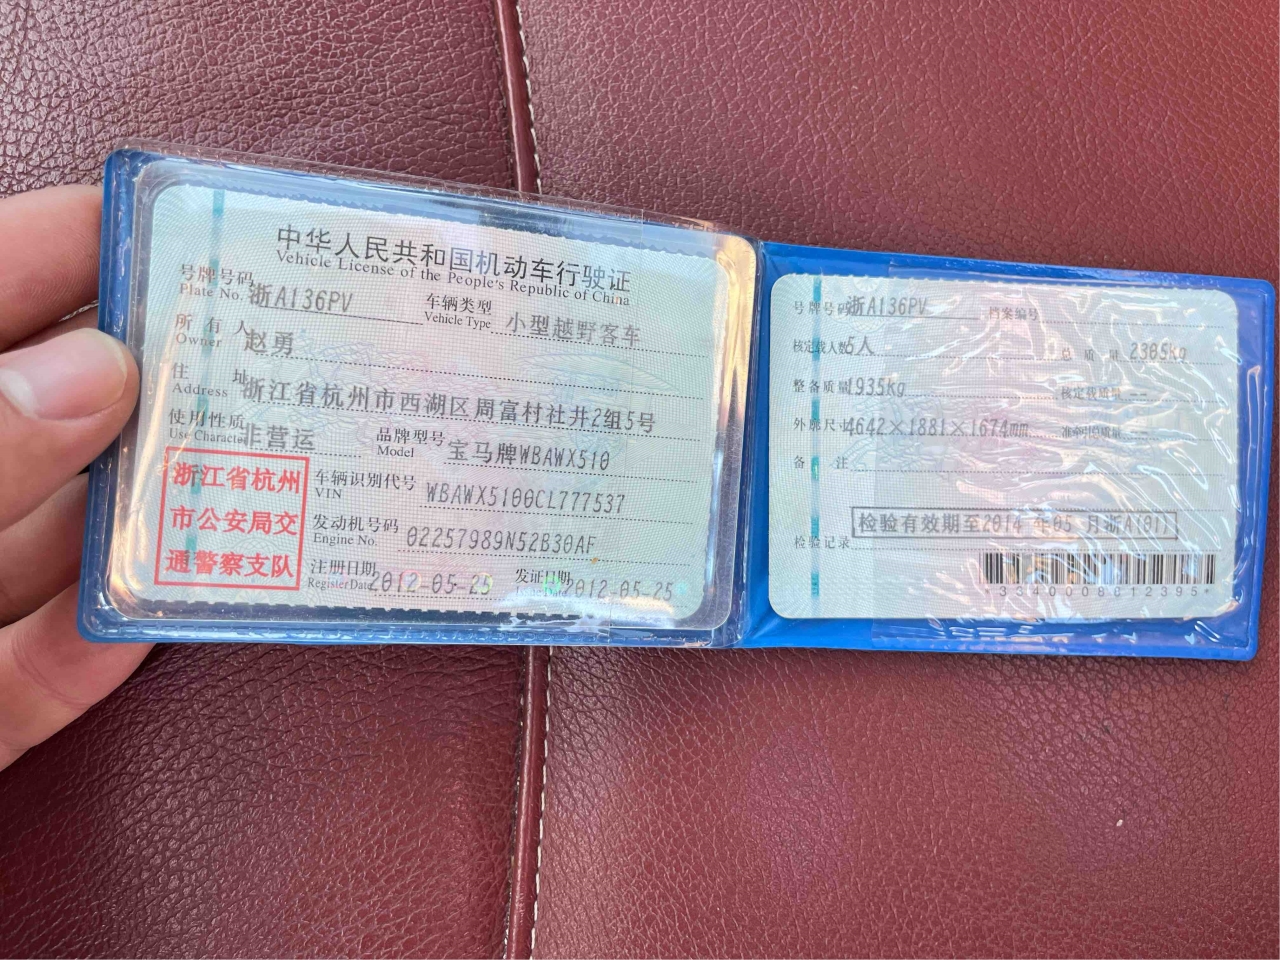 中华人民共和国机动车行驶证
Vehicle License of the People's Republic of China
号牌号码 浙A136PV 车辆类型 小型越野客车
Plate No. Vehicle Type
所有人 赵勇
Owner
住址 浙江省杭州市西湖区周富村社井2组5号
Address
使用性质 非营运 品牌型号 宝马牌WBAWX510
Use Character Model
浙江省杭州
市公安局交
通警察支队
车辆识别代号 WBAWX5100CL777537
VIN
发动机号码 02257989N52B30AF
Engine No.
注册日期 2012-05-25 发证日期 2012-05-25
Register Date
号牌号码 浙A136PV 档案编号
核定载人数 5人 总质量 2305Kg
整备质量 1935Kg 核定载质量 --
外廓尺寸 4642×1881×1674mm 准牵引总质量 --
备注
检验有效期至2014年05月浙A(01)
检验记录
*3340008012395*